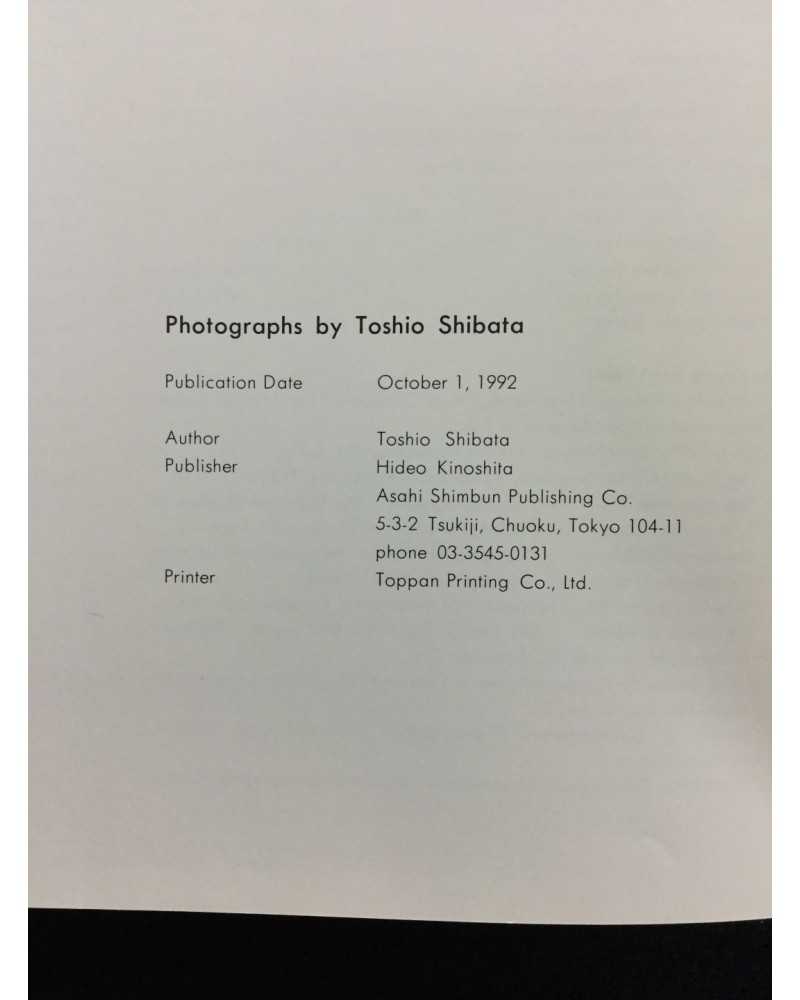 Photographs by Toshio Shibata
Publication Date October 1, 1992
Author Toshio Shibata
Publisher Hideo Kinoshita
Asahi Shimbun Publishing Co.
5-3-2 Tsukiji, Chuoku, Tokyo 104-11
phone 03-3545-0131
Printer Toppan Printing Co., Ltd.